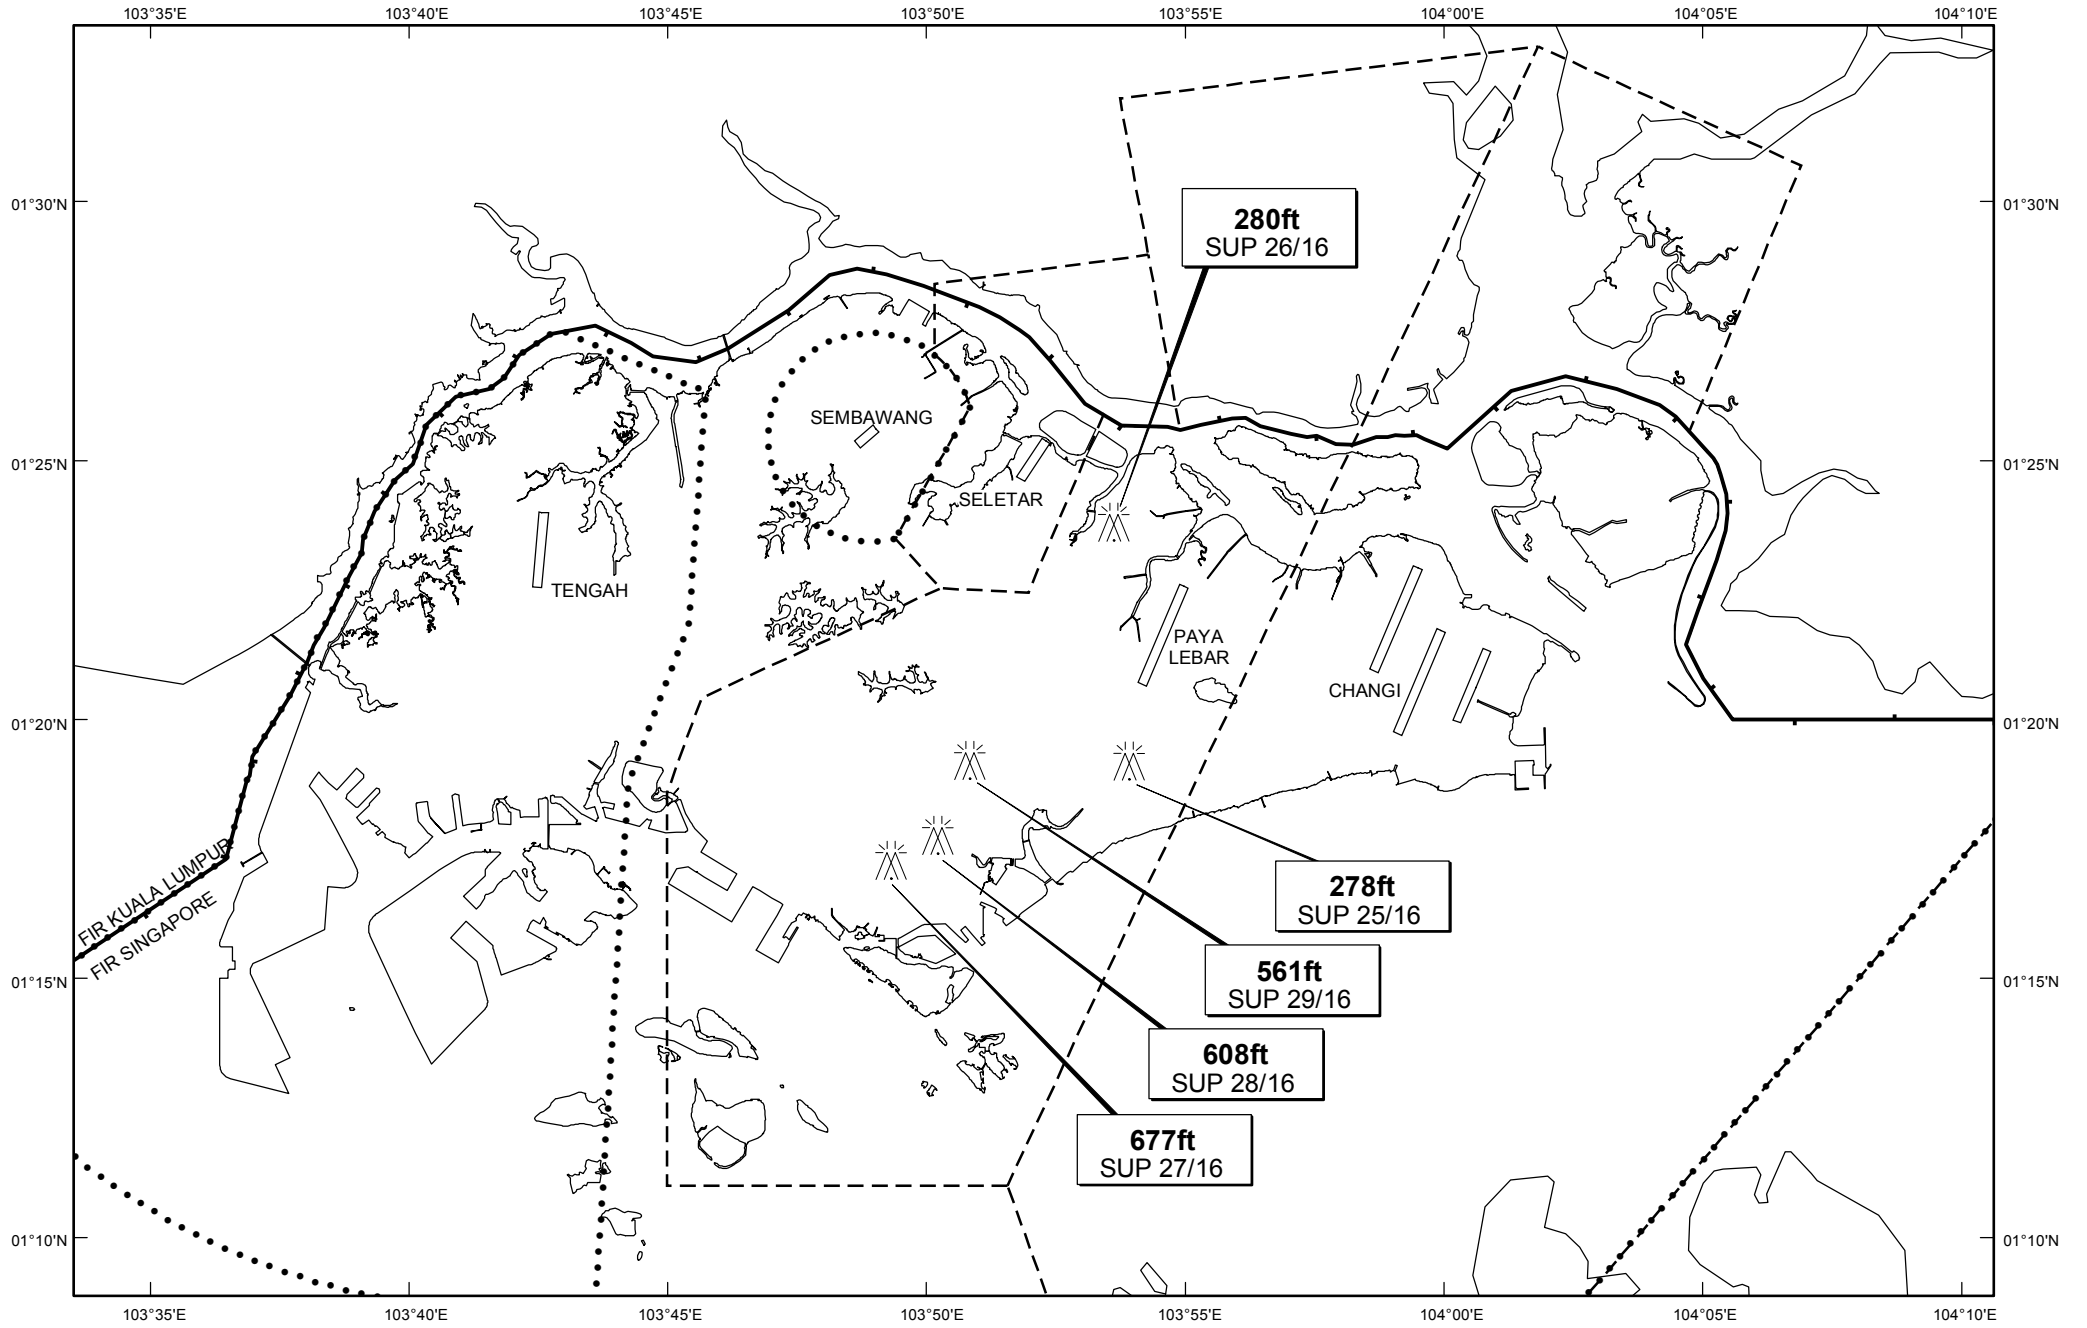 103°35'E 103°40'E 103°45'E 103°50'E 103°55'E 104°00'E 104°05'E 104°10'E
01°30'N 01°30'N
280ft
SUP 26/16
SEMBAWANG
01°25'N 01°25'N
SELETAR
TENGAH
PAYA
LEBAR
CHANGI
01°20'N 01°20'N
FIR KUALA LUMPUR
FIR SINGAPORE
278ft
SUP 25/16
561ft
SUP 29/16
01°15'N 01°15'N
608ft
SUP 28/16
677ft
SUP 27/16
01°10'N 01°10'N
103°35'E 103°40'E 103°45'E 103°50'E 103°55'E 104°00'E 104°05'E 104°10'E